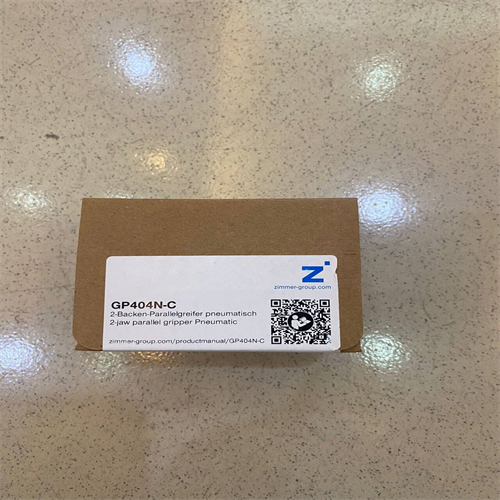 Z
zimmer-group.com
GP404N-C
2-Backen-Parallelgreifer pneumatisch
2-jaw parallel gripper Pneumatic
zimmer-group.com/productmanual/GP404N-C